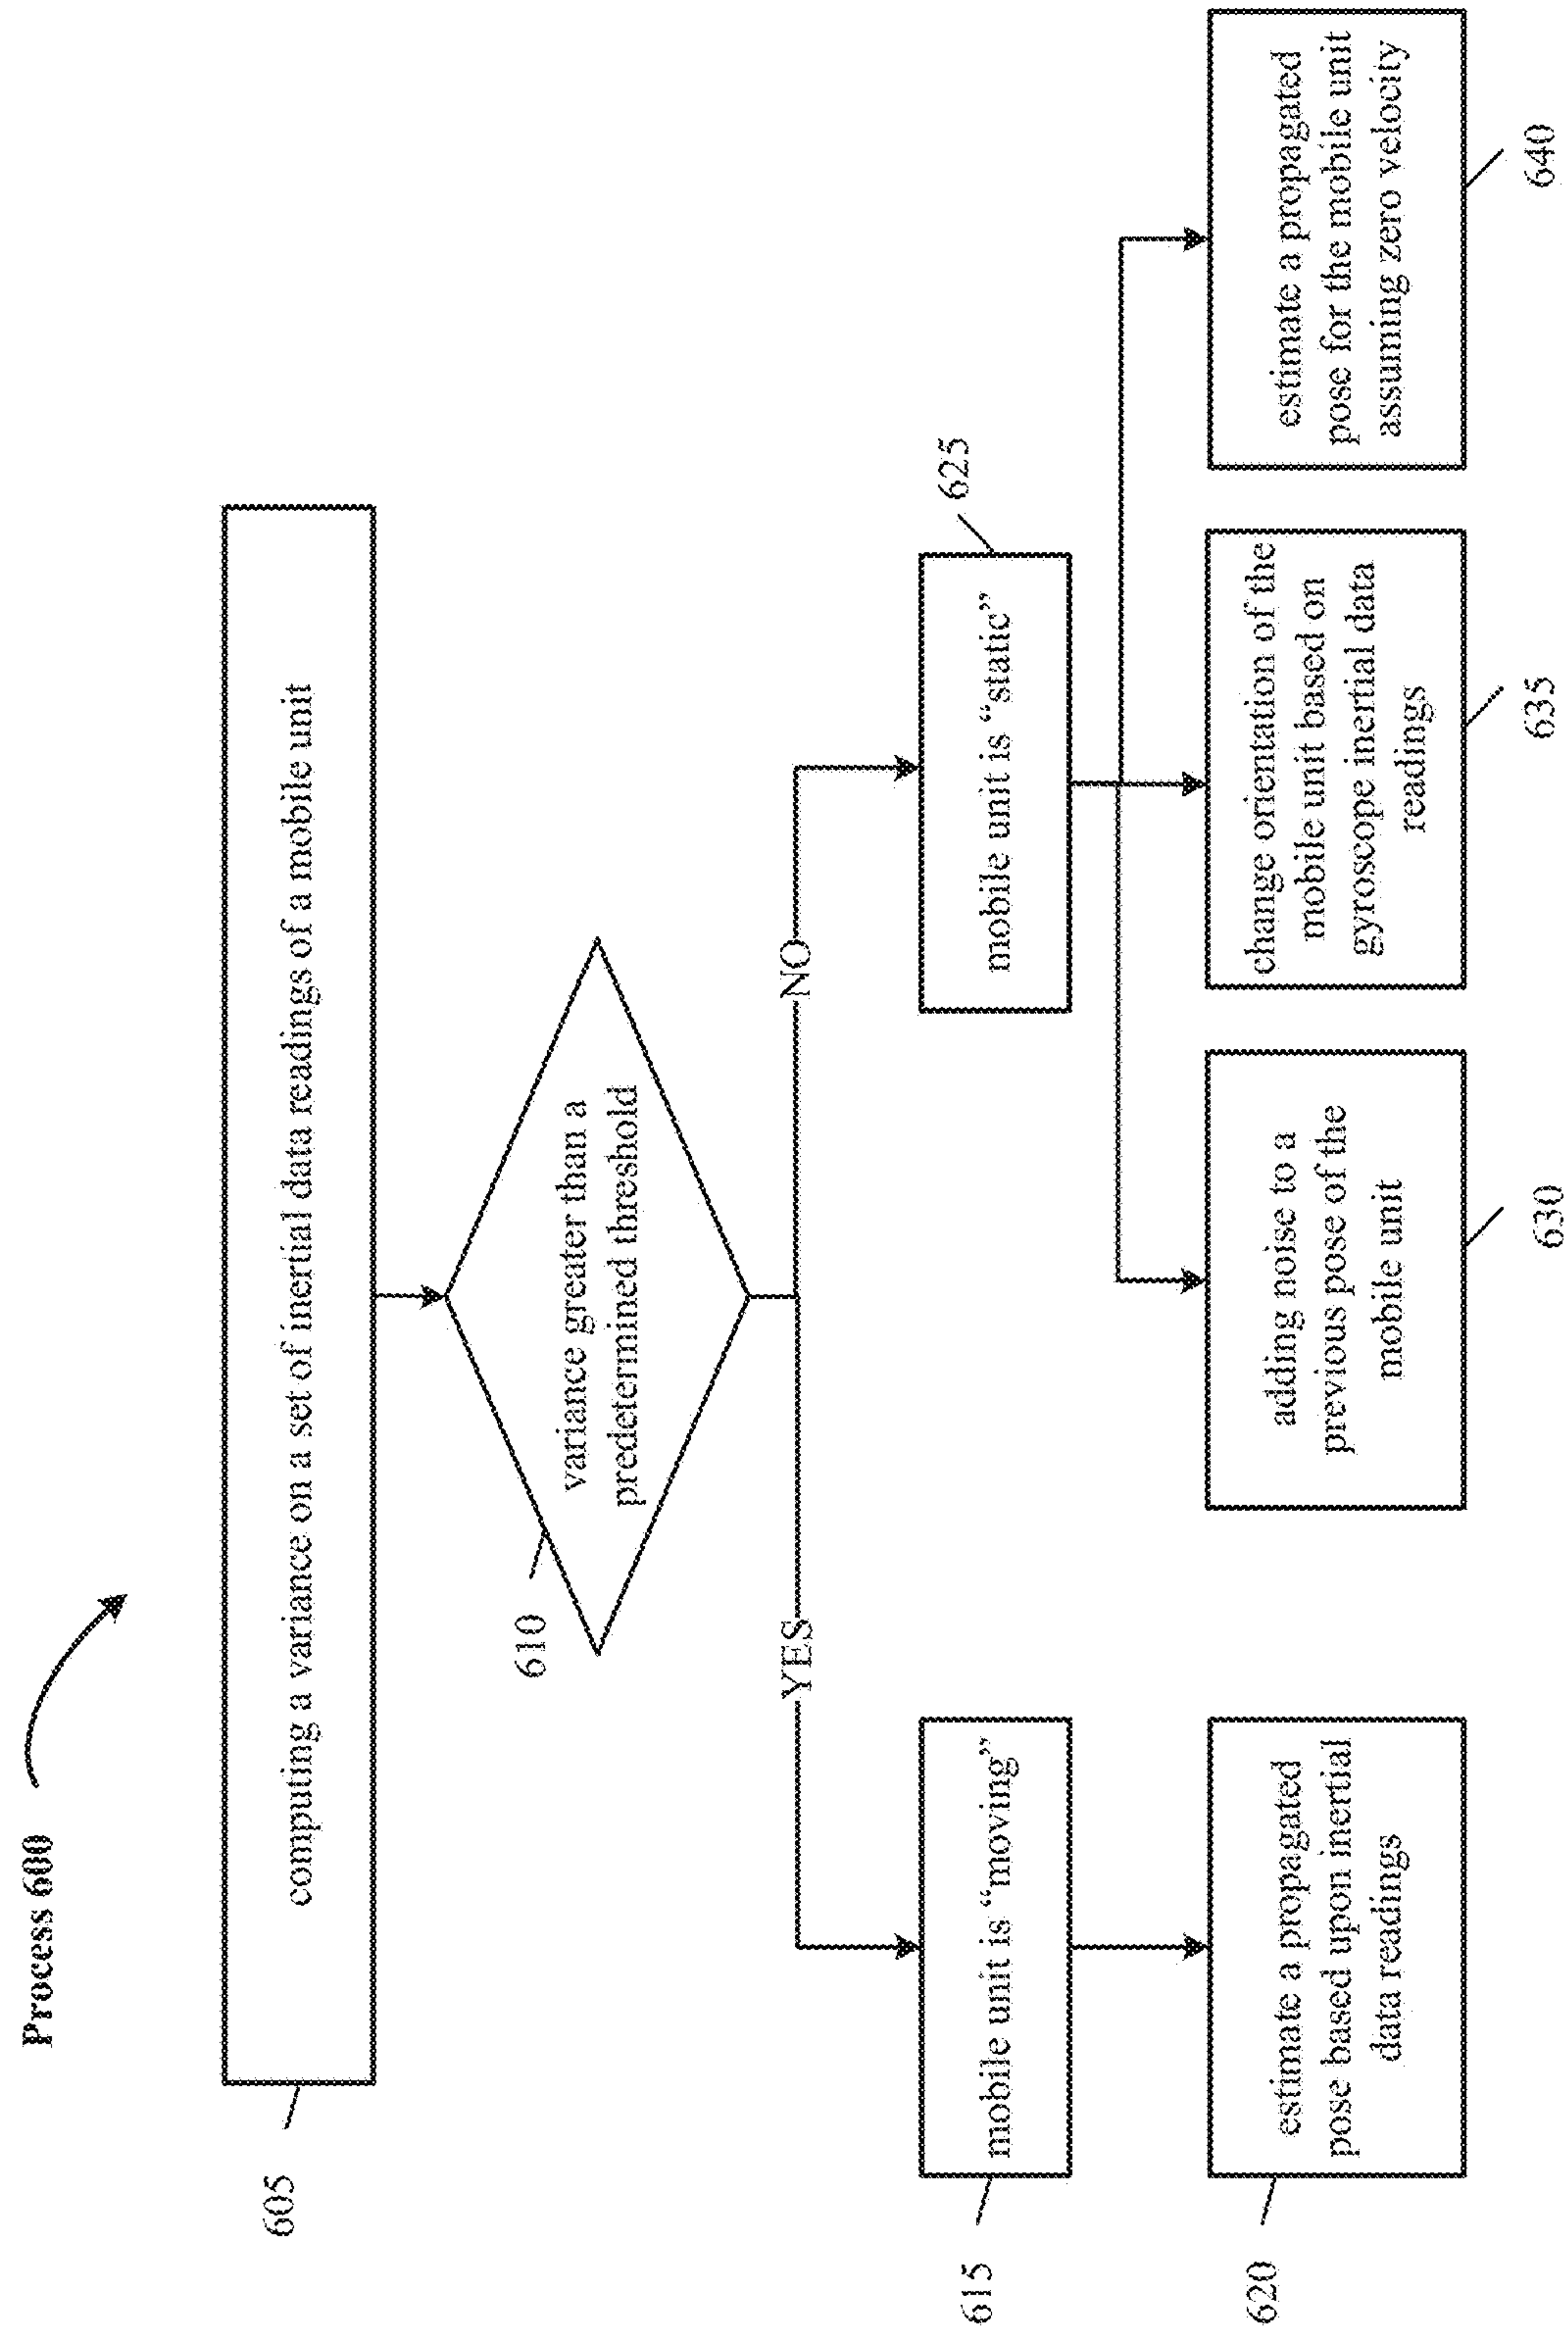 Process 600
605
computing a variance on a set of inertial data readings of a mobile unit
610
variance greater than a
predetermined threshold
YES
NO
615
mobile unit is “moving”
mobile unit is “static”
625
620
estimate a propagated
pose based upon inertial
data readings
adding noise to a
previous pose of the
mobile unit
630
change orientation of the
mobile unit based on
gyroscope inertial data
readings
635
estimate a propagated
pose for the mobile unit
assuming zero velocity
640